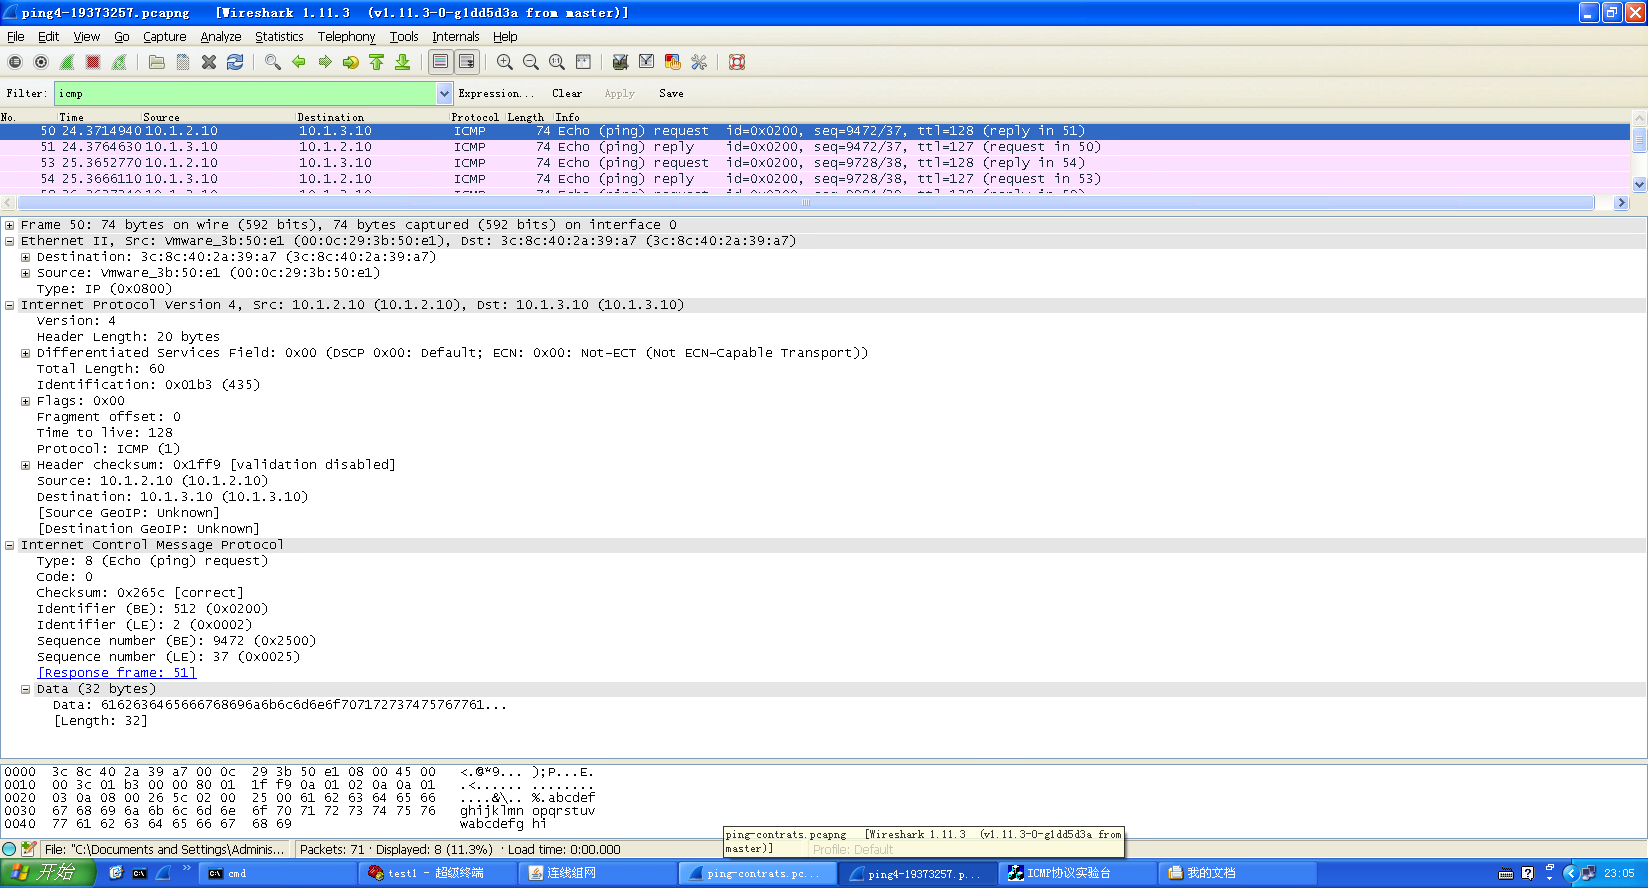 ping4-19373257.pcapng   [Wireshark 1.11.3  (v1.11.3-0-g1dd5d3a from master)]
File Edit View Go Capture Analyze Statistics Telephony Tools Internals Help
Filter: icmp Expression... Clear Apply Save
No. Time Source Destination Protocol Length Info
50 24.3714940 10.1.2.10 10.1.3.10 ICMP 74 Echo (ping) request  id=0x0200, seq=9472/37, ttl=128 (reply in 51)
51 24.3764630 10.1.3.10 10.1.2.10 ICMP 74 Echo (ping) reply    id=0x0200, seq=9472/37, ttl=127 (request in 50)
53 25.3652770 10.1.2.10 10.1.3.10 ICMP 74 Echo (ping) request  id=0x0200, seq=9728/38, ttl=128 (reply in 54)
54 25.3666110 10.1.3.10 10.1.2.10 ICMP 74 Echo (ping) reply    id=0x0200, seq=9728/38, ttl=127 (request in 53)
Frame 50: 74 bytes on wire (592 bits), 74 bytes captured (592 bits) on interface 0
Ethernet II, Src: Vmware_3b:50:e1 (00:0c:29:3b:50:e1), Dst: 3c:8c:40:2a:39:a7 (3c:8c:40:2a:39:a7)
Destination: 3c:8c:40:2a:39:a7 (3c:8c:40:2a:39:a7)
Source: Vmware_3b:50:e1 (00:0c:29:3b:50:e1)
Type: IP (0x0800)
Internet Protocol Version 4, Src: 10.1.2.10 (10.1.2.10), Dst: 10.1.3.10 (10.1.3.10)
Version: 4
Header Length: 20 bytes
Differentiated Services Field: 0x00 (DSCP 0x00: Default; ECN: 0x00: Not-ECT (Not ECN-Capable Transport))
Total Length: 60
Identification: 0x01b3 (435)
Flags: 0x00
Fragment offset: 0
Time to live: 128
Protocol: ICMP (1)
Header checksum: 0x1ff9 [validation disabled]
Source: 10.1.2.10 (10.1.2.10)
Destination: 10.1.3.10 (10.1.3.10)
[Source GeoIP: Unknown]
[Destination GeoIP: Unknown]
Internet Control Message Protocol
Type: 8 (Echo (ping) request)
Code: 0
Checksum: 0x265c [correct]
Identifier (BE): 512 (0x0200)
Identifier (LE): 2 (0x0002)
Sequence number (BE): 9472 (0x2500)
Sequence number (LE): 37 (0x0025)
[Response frame: 51]
Data (32 bytes)
Data: 6162636465666768696a6b6c6d6e6f707172737475767761...
[Length: 32]
0000  3c 8c 40 2a 39 a7 00 0c  29 3b 50 e1 08 00 45 00   <.@*9... );P...E.
0010  00 3c 01 b3 00 00 80 01  1f f9 0a 01 02 0a 0a 01   .<...... ........
0020  03 0a 08 00 26 5c 02 00  25 00 61 62 63 64 65 66   ....&\.. %.abcdef
0030  67 68 69 6a 6b 6c 6d 6e  6f 70 71 72 73 74 75 76   ghijklmn opqrstuv
0040  77 61 62 63 64 65 66 67  68 69                     wabcdefg hi
ping-contrats.pcapng   [Wireshark 1.11.3  (v1.11.3-0-g1dd5d3a from
master)]
File: "C:\Documents and Settings\Adminis... Packets: 71 · Displayed: 8 (11.3%)  · Load time: 0:00.000 Profile: Default
开始 cmd test1 - 超级终端 连线组网 ping-contrats.pc... ping4-19373257.p... ICMP协议实验台 我的文档 23:05